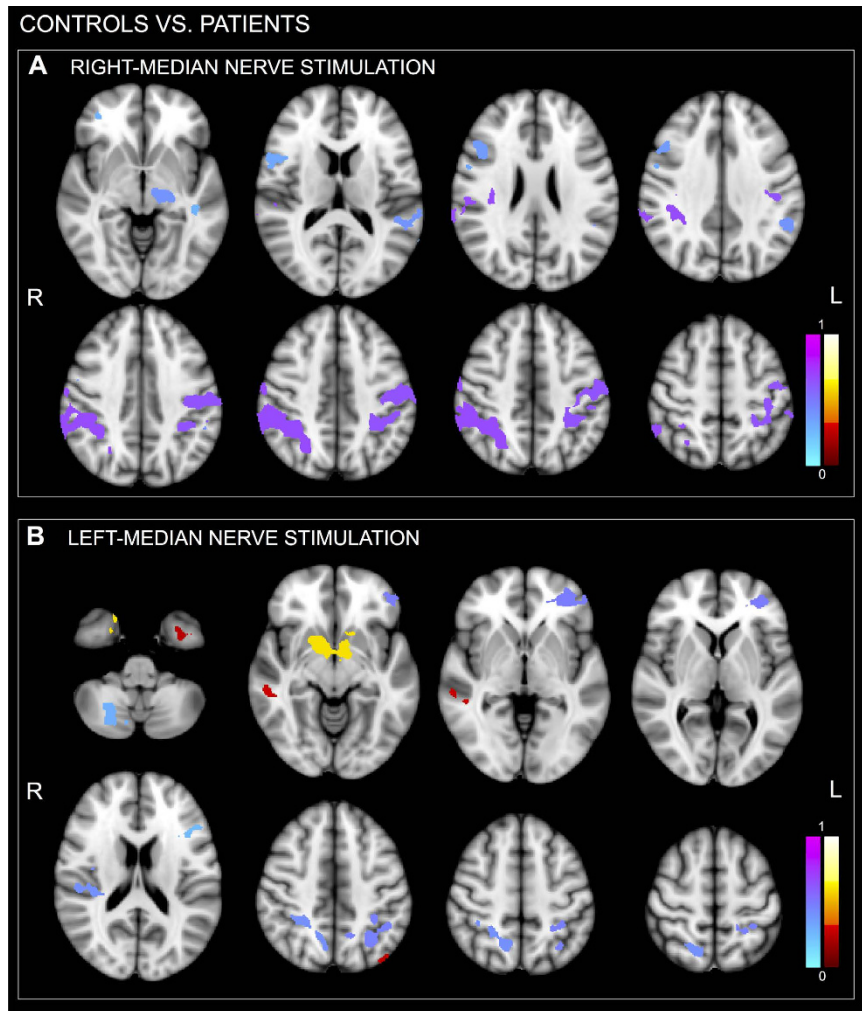 CONTROLS VS. PATIENTS
A RIGHT-MEDIAN NERVE STIMULATION
R
L
1
0
B LEFT-MEDIAN NERVE STIMULATION
R
L
1
0